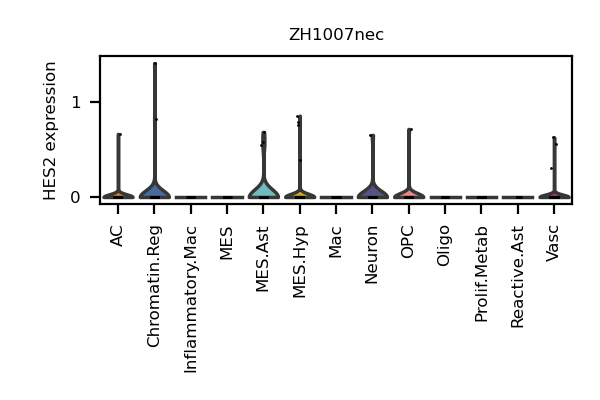 ZH1007nec
HES2 expression
1
0
AC
Chromatin.Reg
Inflammatory.Mac
MES
MES.Ast
MES.Hyp
Mac
Neuron
OPC
Oligo
Prolif.Metab
Reactive.Ast
Vasc